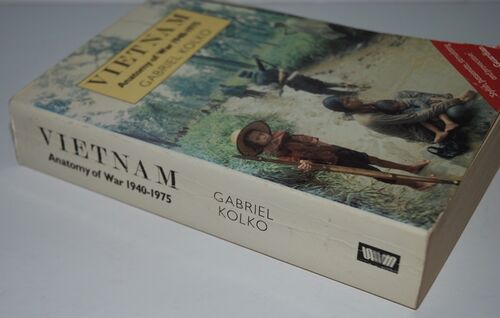 VIETNAM
Anatomy of War 1940-1975
GABRIEL KOLKO
VIETNAM
Anatomy of War 1940-1975
GABRIEL
KOLKO